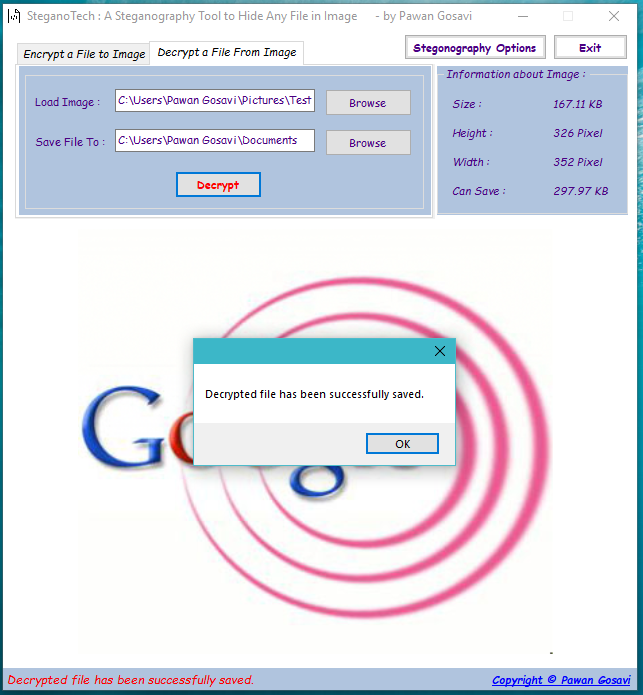 SteganoTech : A Steganography Tool to Hide Any File in Image - by Pawan Gosavi
Encrypt a File to Image
Decrypt a File From Image
Stegonography Options
Exit
Load Image :
C:\Users\Pawan Gosavi\Pictures\Test
Browse
Save File To :
C:\Users\Pawan Gosavi\Documents
Browse
Decrypt
Information about Image :
Size : 167.11 KB
Height : 326 Pixel
Width : 352 Pixel
Can Save : 297.97 KB
Decrypted file has been successfully saved.
OK
Decrypted file has been successfully saved.
Copyright © Pawan Gosavi